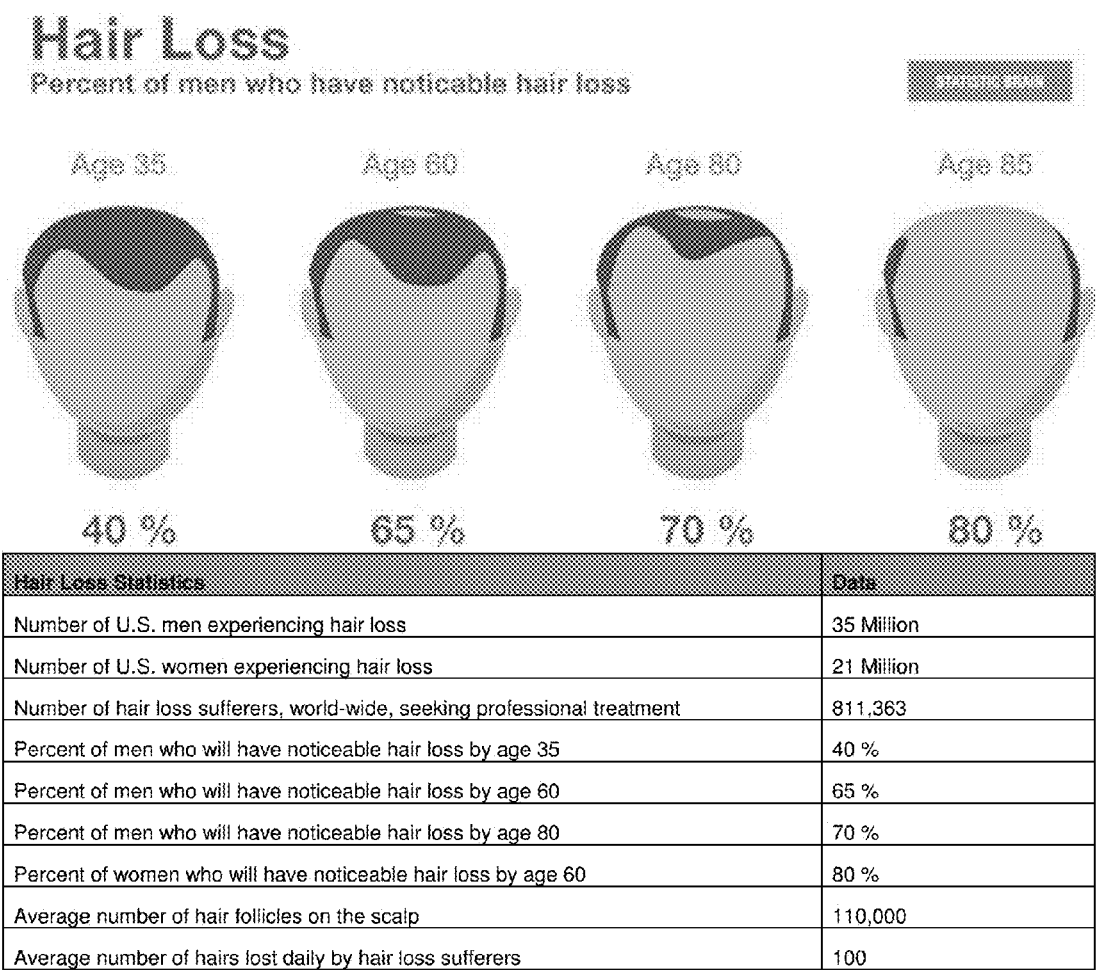 Hair Loss
Percent of men who have noticable hair loss
Age 35 Age 60 Age 80 Age 85
40 % 65 % 70 % 80 %
Hair Loss Statistics Data
Number of U.S. men experiencing hair loss 35 Million
Number of U.S. women experiencing hair loss 21 Million
Number of hair loss sufferers, world-wide, seeking professional treatment 811,363
Percent of men who will have noticeable hair loss by age 35 40 %
Percent of men who will have noticeable hair loss by age 60 65 %
Percent of men who will have noticeable hair loss by age 80 70 %
Percent of women who will have noticeable hair loss by age 60 80 %
Average number of hair follicles on the scalp 110,000
Average number of hairs lost daily by hair loss sufferers 100